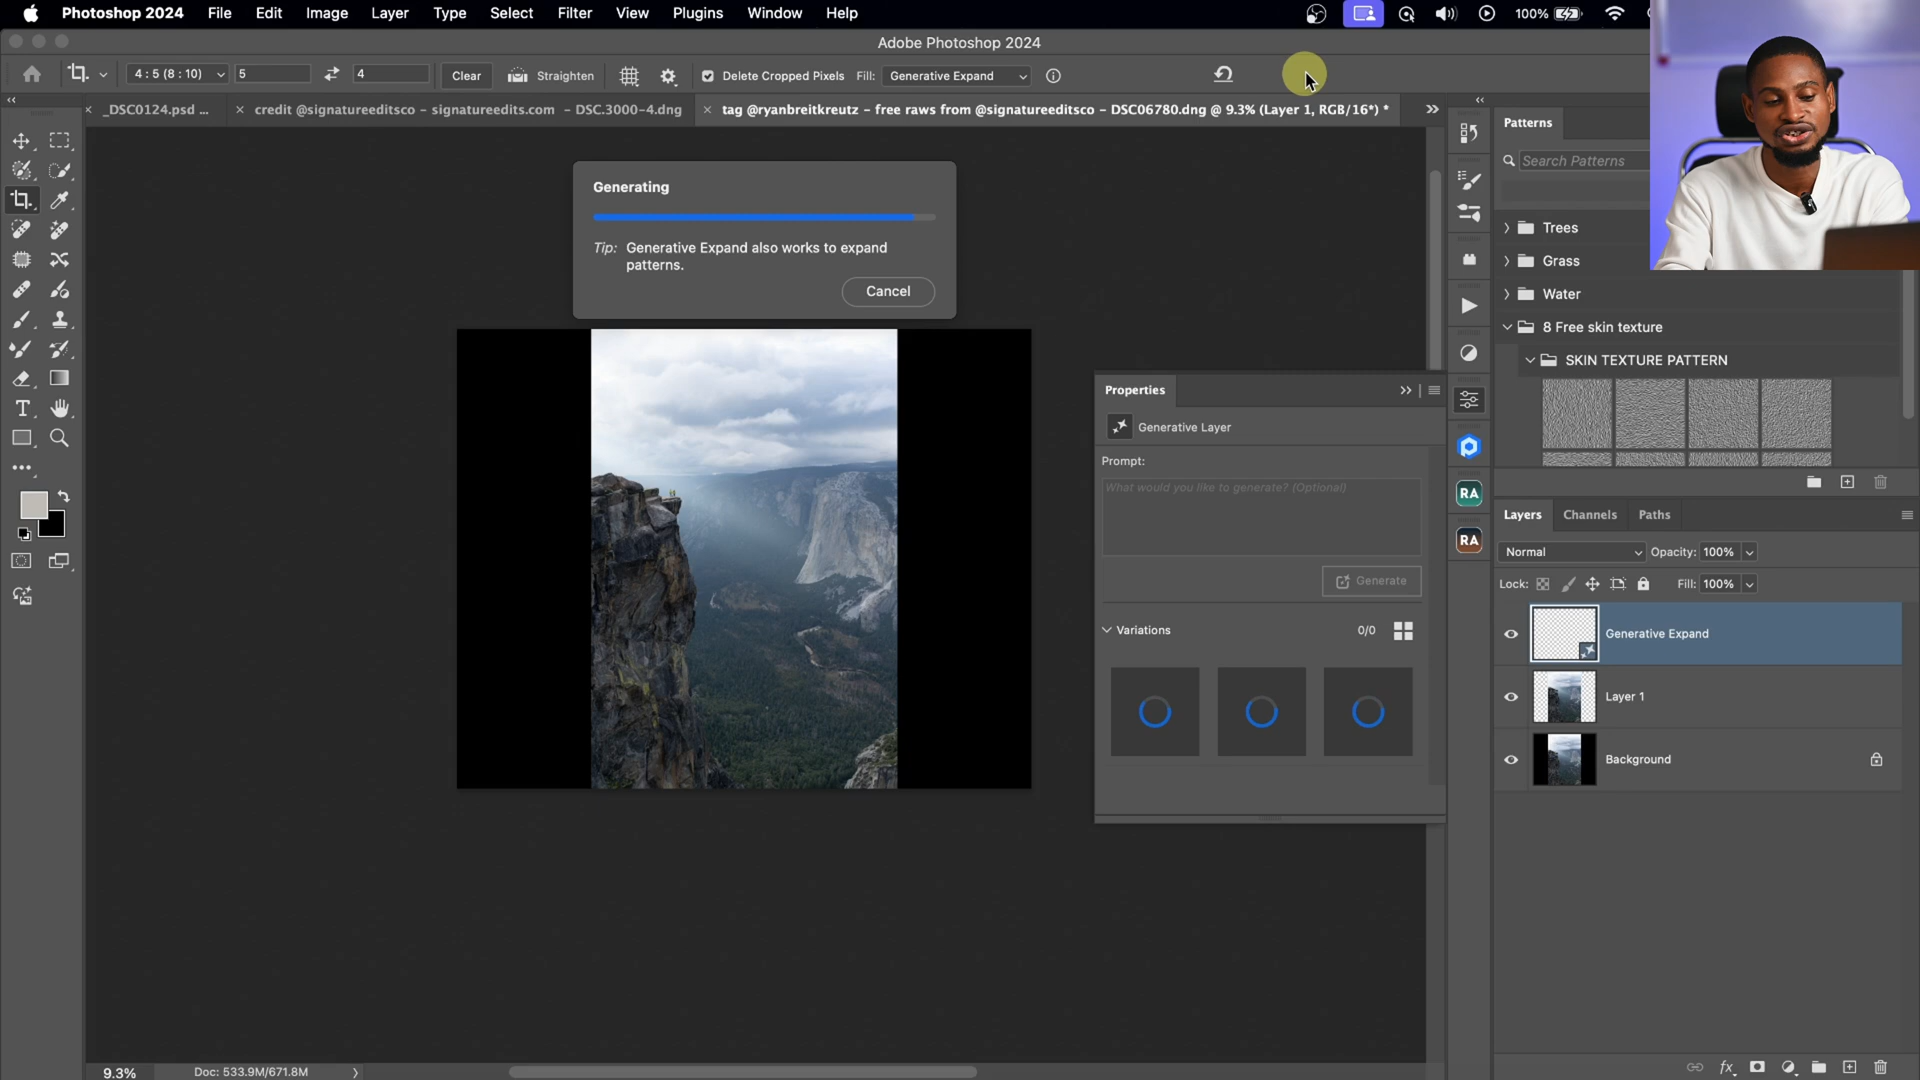 Photoshop 2024 File Edit Image Layer Type Select Filter View Plugins Window Help 100%
Adobe Photoshop 2024
4 : 5 (8 : 10) 5 4 Clear Straighten Delete Cropped Pixels Fill: Generative Expand
_DSC0124.psd ... credit @signatureeditsco – signatureedits.com – DSC.3000-4.dng tag @ryanbreitkreutz – free raws from @signatureeditsco – DSC06780.dng @ 9.3% (Layer 1, RGB/16*) *
Patterns
Search Patterns
Trees
Grass
Water
8 Free skin texture
SKIN TEXTURE PATTERN
Generating
Tip: Generative Expand also works to expand
patterns.
Cancel
Properties
Generative Layer
Prompt:
What would you like to generate? (Optional)
Generate
Variations 0/0
RA
RA
Layers Channels Paths
Normal Opacity: 100%
Lock: Fill: 100%
Generative Expand
Layer 1
Background
fx
9.3% Doc: 533.9M/671.8M